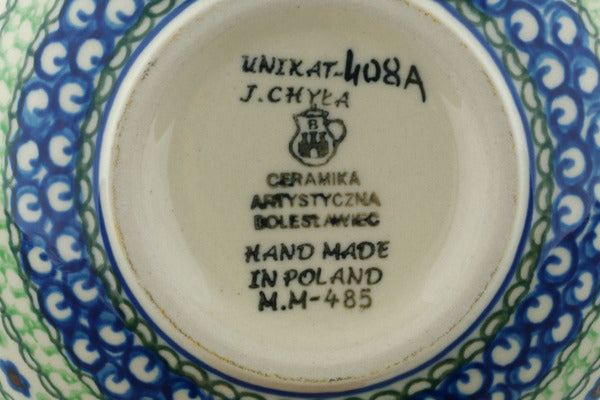 UNIKAT-408A
J. CHYŁA
B
CERAMIKA
ARTYSTYCZNA
BOLESŁAWIEC
HAND MADE
IN POLAND
M.M-485